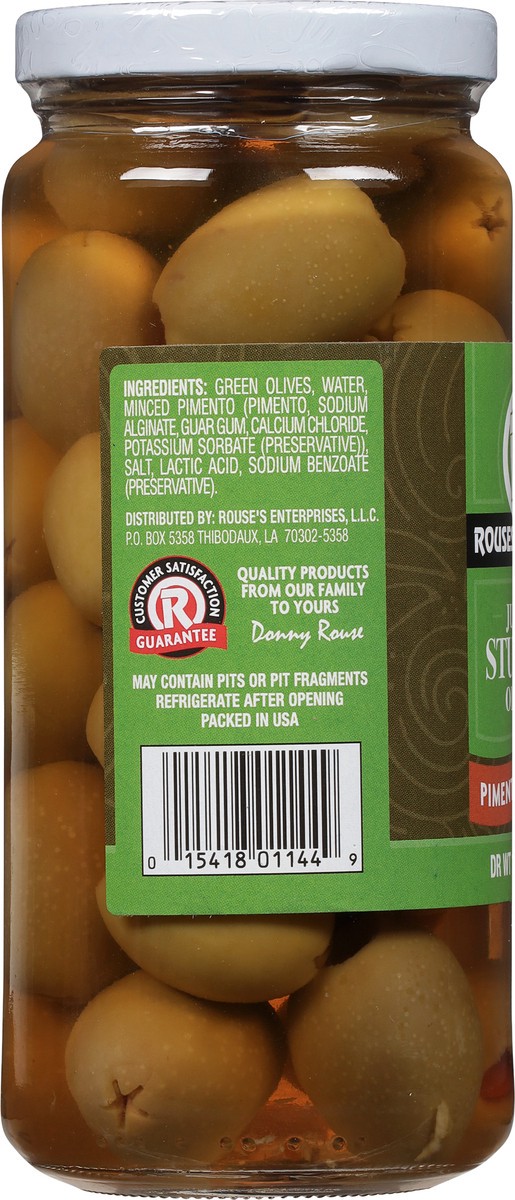 INGREDIENTS: GREEN OLIVES, WATER,
MINCED PIMENTO (PIMENTO, SODIUM
ALGINATE, GUAR GUM, CALCIUM CHLORIDE,
POTASSIUM SORBATE (PRESERVATIVE)),
SALT, LACTIC ACID, SODIUM BENZOATE
(PRESERVATIVE).
DISTRIBUTED BY: ROUSE'S ENTERPRISES, L.L.C.
P.O. BOX 5358 THIBODAUX, LA 70302-5358
CUSTOMER SATISFACTION
R
GUARANTEE
QUALITY PRODUCTS
FROM OUR FAMILY
TO YOURS
Donny Rouse
MAY CONTAIN PITS OR PIT FRAGMENTS
REFRIGERATE AFTER OPENING
PACKED IN USA
0 15418 01144 9
ROUSE
STU
PIMEN
DR WT